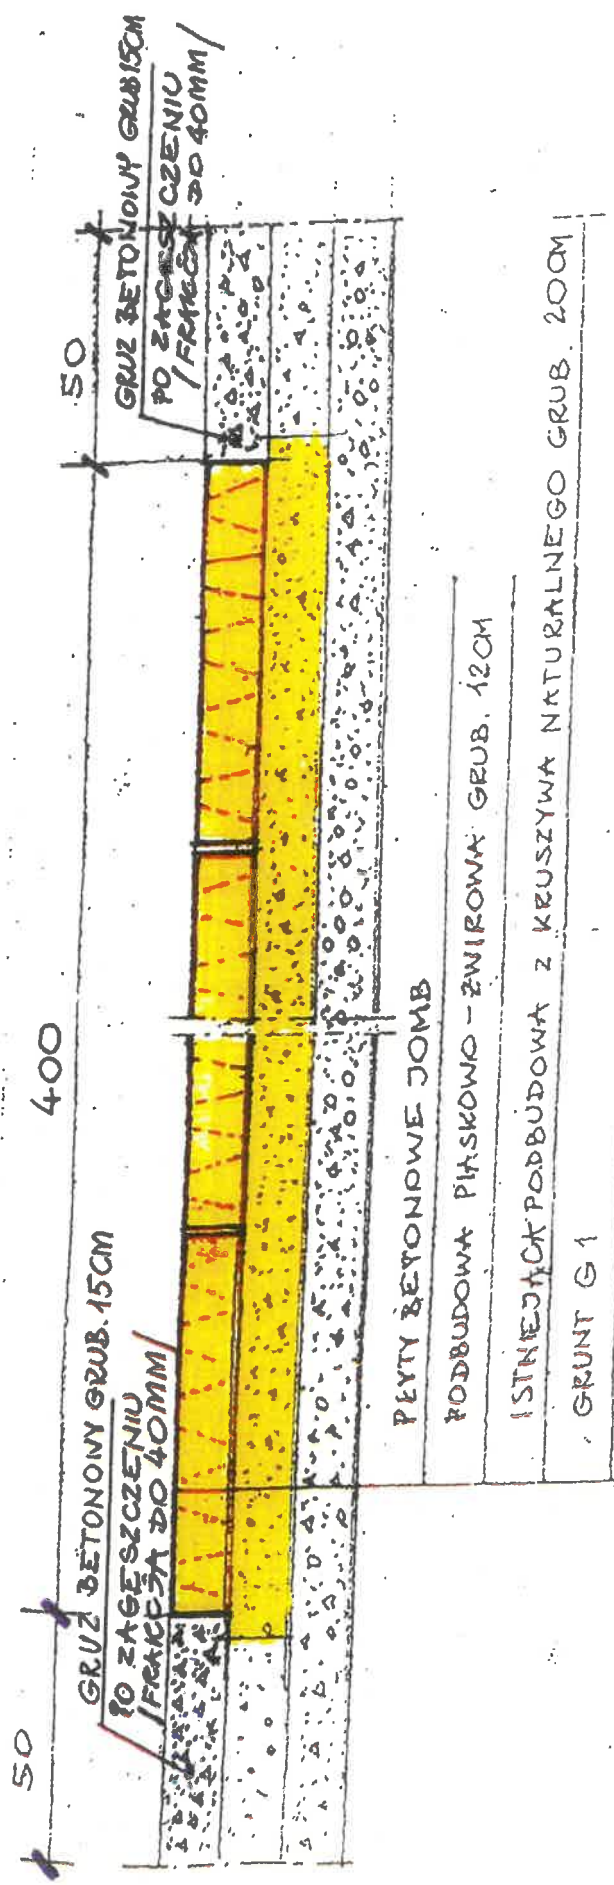 50
400
50
GRUZ BETONOWY GRUB. 15CM
PO ZAGĘSZCZENIU
/FRAKCJA DO 40MM/
GRUZ BETONOWY GRUB 15CM
PO ZAGĘSZCZENIU
/FRAKCJA DO 40MM/
PŁYTY BETONOWE JOMB
PODBUDOWA PIASKOWO - ŻWIROWA GRUB. 12CM
ISTNIEJĄCA PODBUDOWA Z KRUSZYWA NATURALNEGO GRUB. 20CM
GRUNT G1